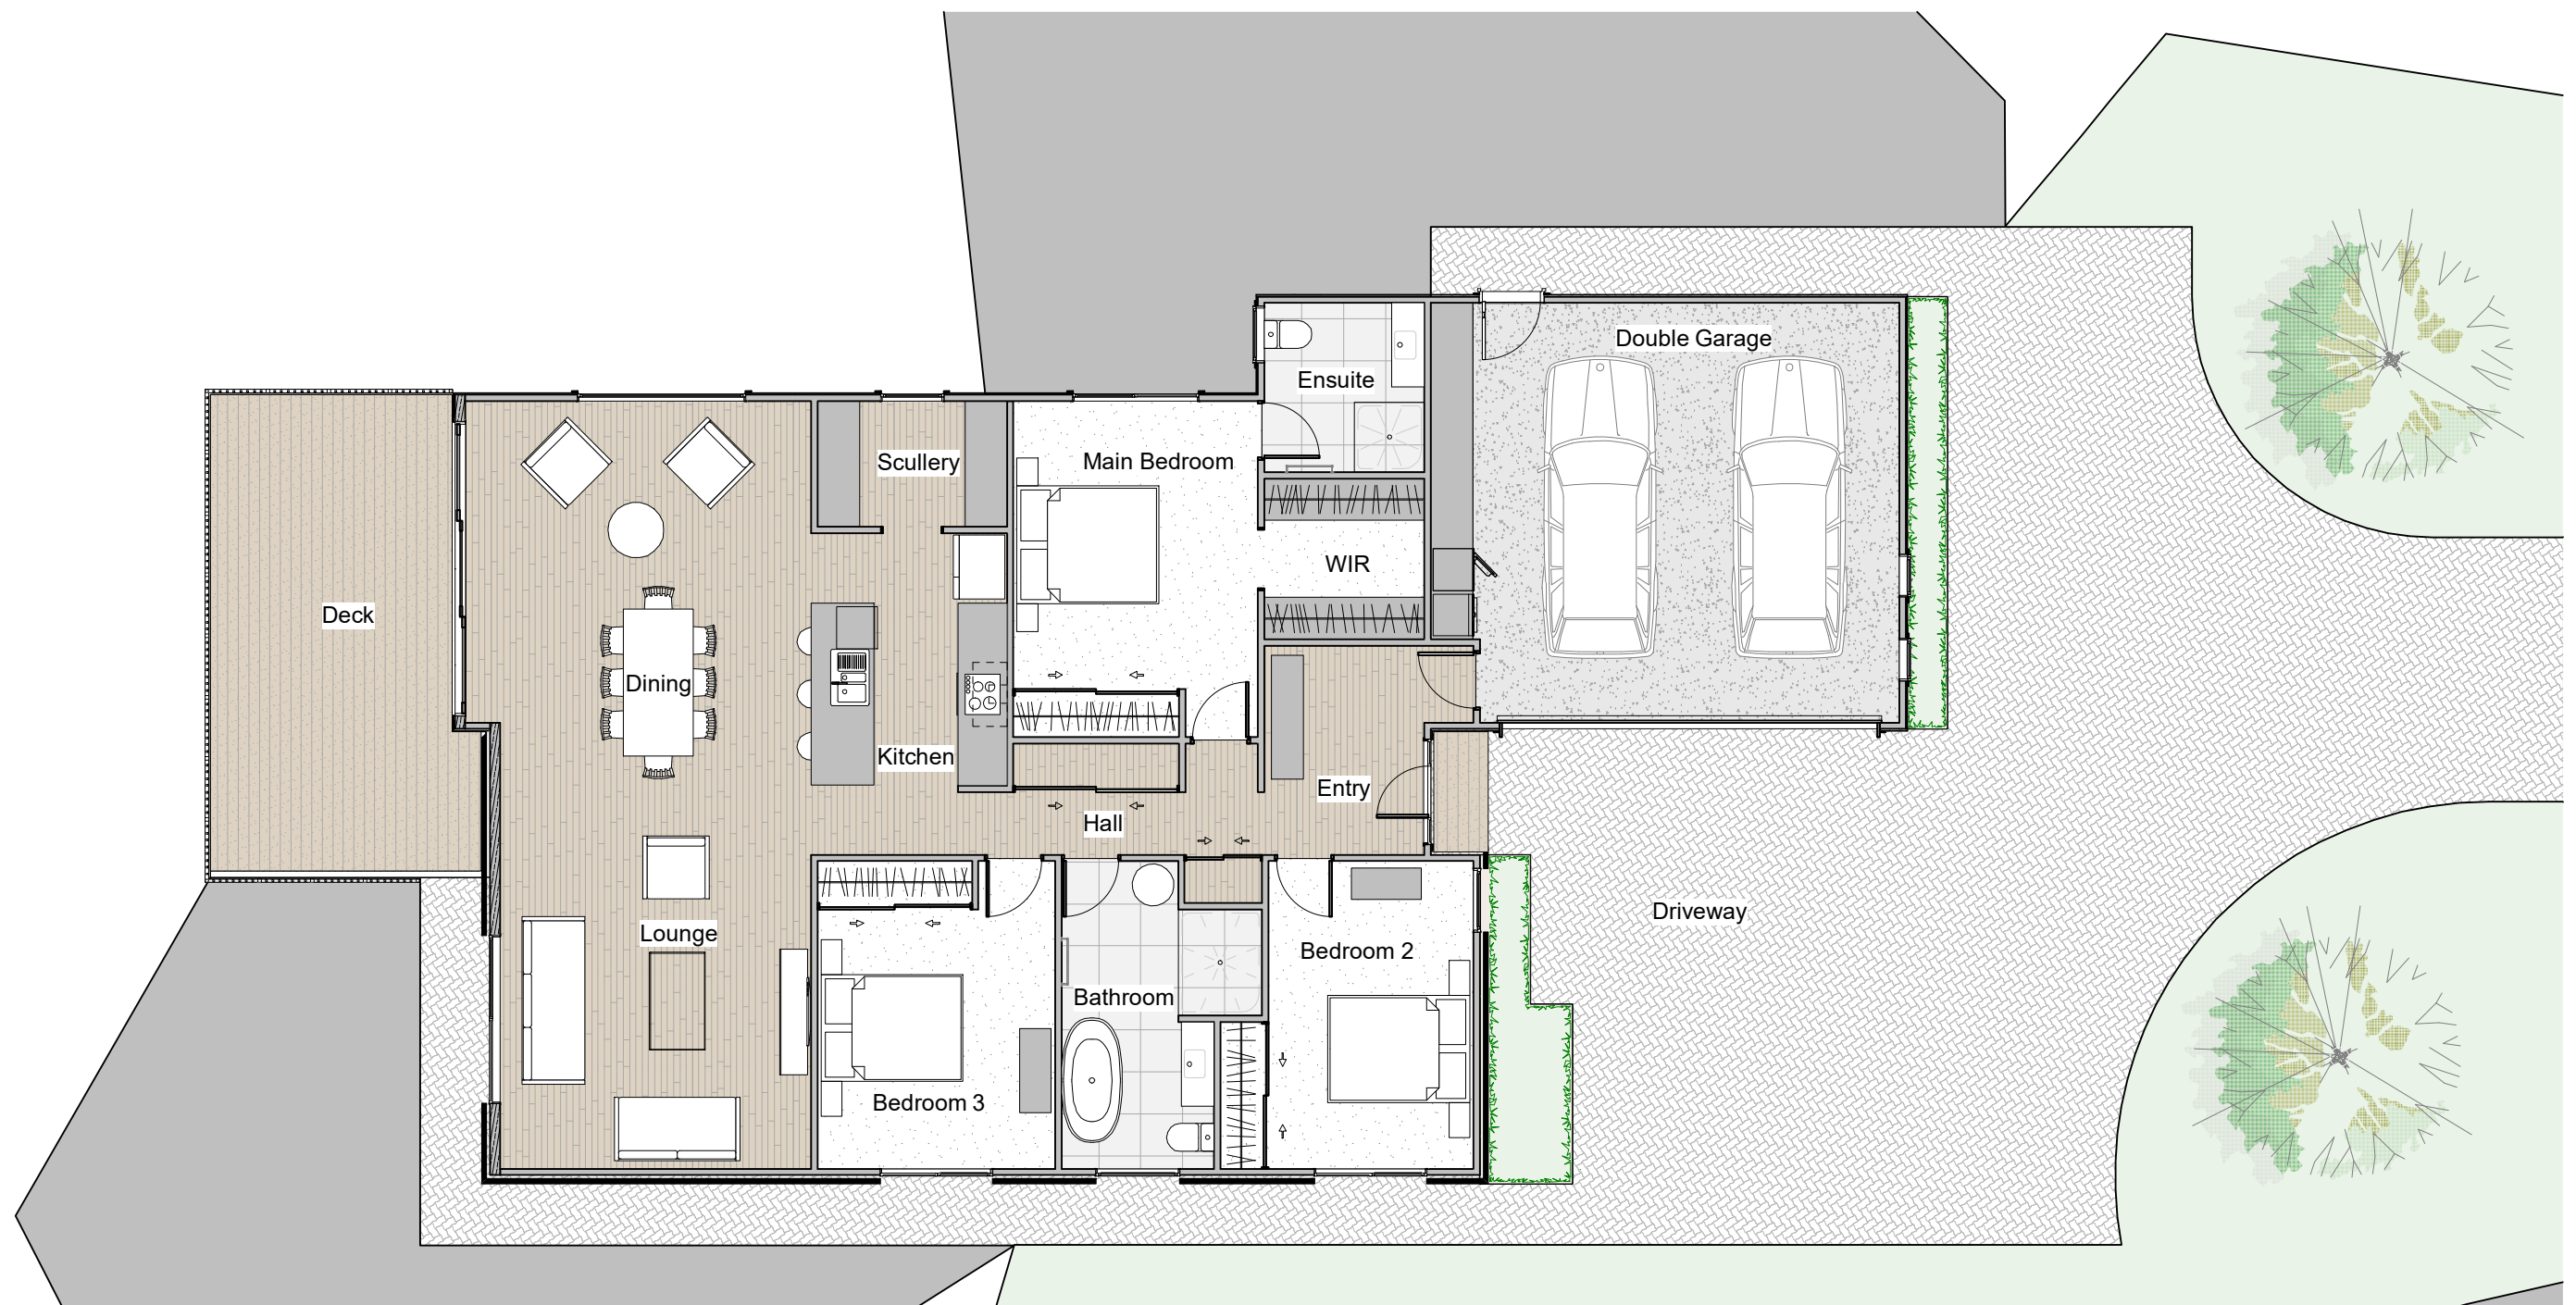 Double Garage
Ensuite
Main Bedroom
Scullery
WIR
Deck
Dining
Kitchen
Entry
Hall
Driveway
Lounge
Bedroom 2
Bathroom
Bedroom 3